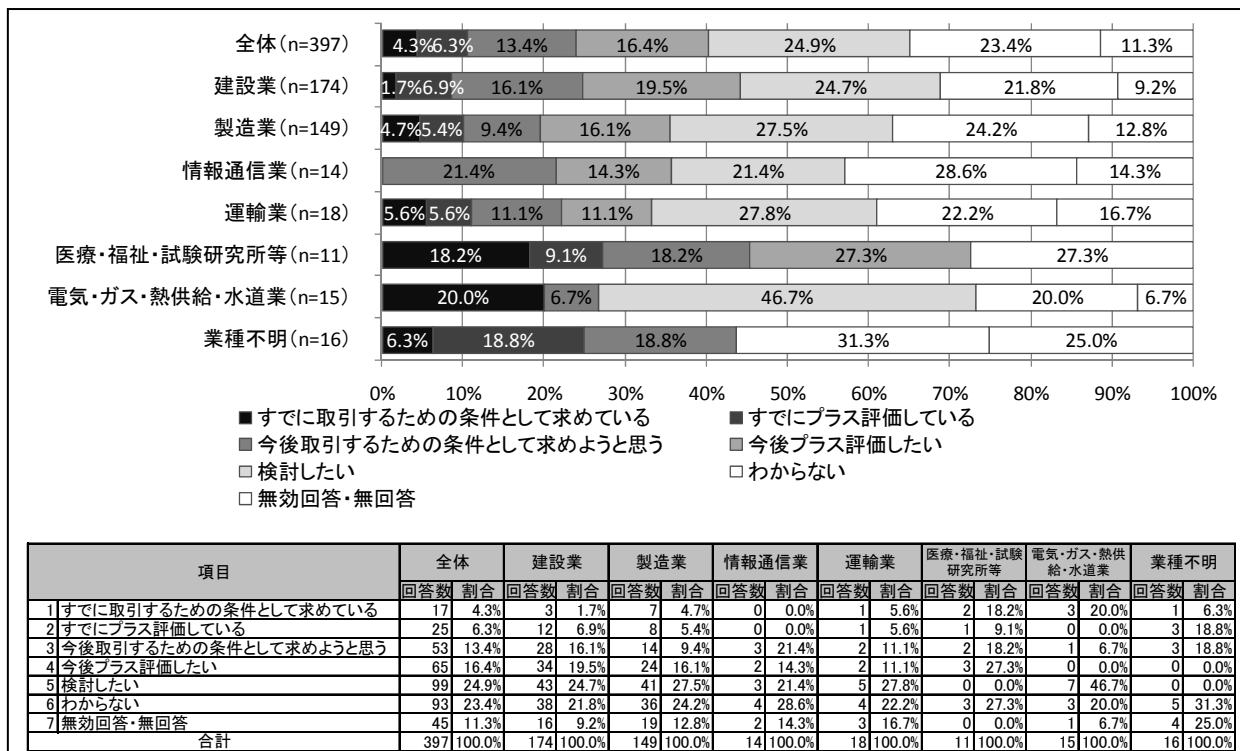 全体(n=397) 4.3% 6.3% 13.4% 16.4% 24.9% 23.4% 11.3%
建設業(n=174) 1.7% 6.9% 16.1% 19.5% 24.7% 21.8% 9.2%
製造業(n=149) 4.7% 5.4% 9.4% 16.1% 27.5% 24.2% 12.8%
情報通信業(n=14) 21.4% 14.3% 21.4% 28.6% 14.3%
運輸業(n=18) 5.6% 5.6% 11.1% 11.1% 27.8% 22.2% 16.7%
医療・福祉・試験研究所等(n=11) 18.2% 9.1% 18.2% 27.3% 27.3%
電気・ガス・熱供給・水道業(n=15) 20.0% 6.7% 46.7% 20.0% 6.7%
業種不明(n=16) 6.3% 18.8% 18.8% 31.3% 25.0%
0% 10% 20% 30% 40% 50% 60% 70% 80% 90% 100%
すでに取引するための条件として求めている すでにプラス評価している
今後取引するための条件として求めようと思う 今後プラス評価したい
検討したい わからない
無効回答・無回答
項目 全体 建設業 製造業 情報通信業 運輸業 医療・福祉・試験研究所等 電気・ガス・熱供給・水道業 業種不明
回答数 割合 回答数 割合 回答数 割合 回答数 割合 回答数 割合 回答数 割合 回答数 割合 回答数 割合
1 すでに取引するための条件として求めている 17 4.3% 3 1.7% 7 4.7% 0 0.0% 1 5.6% 2 18.2% 3 20.0% 1 6.3%
2 すでにプラス評価している 25 6.3% 12 6.9% 8 5.4% 0 0.0% 1 5.6% 1 9.1% 0 0.0% 3 18.8%
3 今後取引するための条件として求めようと思う 53 13.4% 28 16.1% 14 9.4% 3 21.4% 2 11.1% 2 18.2% 1 6.7% 3 18.8%
4 今後プラス評価したい 65 16.4% 34 19.5% 24 16.1% 2 14.3% 2 11.1% 3 27.3% 0 0.0% 0 0.0%
5 検討したい 99 24.9% 43 24.7% 41 27.5% 3 21.4% 5 27.8% 0 0.0% 7 46.7% 0 0.0%
6 わからない 93 23.4% 38 21.8% 36 24.2% 4 28.6% 4 22.2% 3 27.3% 3 20.0% 5 31.3%
7 無効回答・無回答 45 11.3% 16 9.2% 19 12.8% 2 14.3% 3 16.7% 0 0.0% 1 6.7% 4 25.0%
合計 397 100.0% 174 100.0% 149 100.0% 14 100.0% 18 100.0% 11 100.0% 15 100.0% 16 100.0%